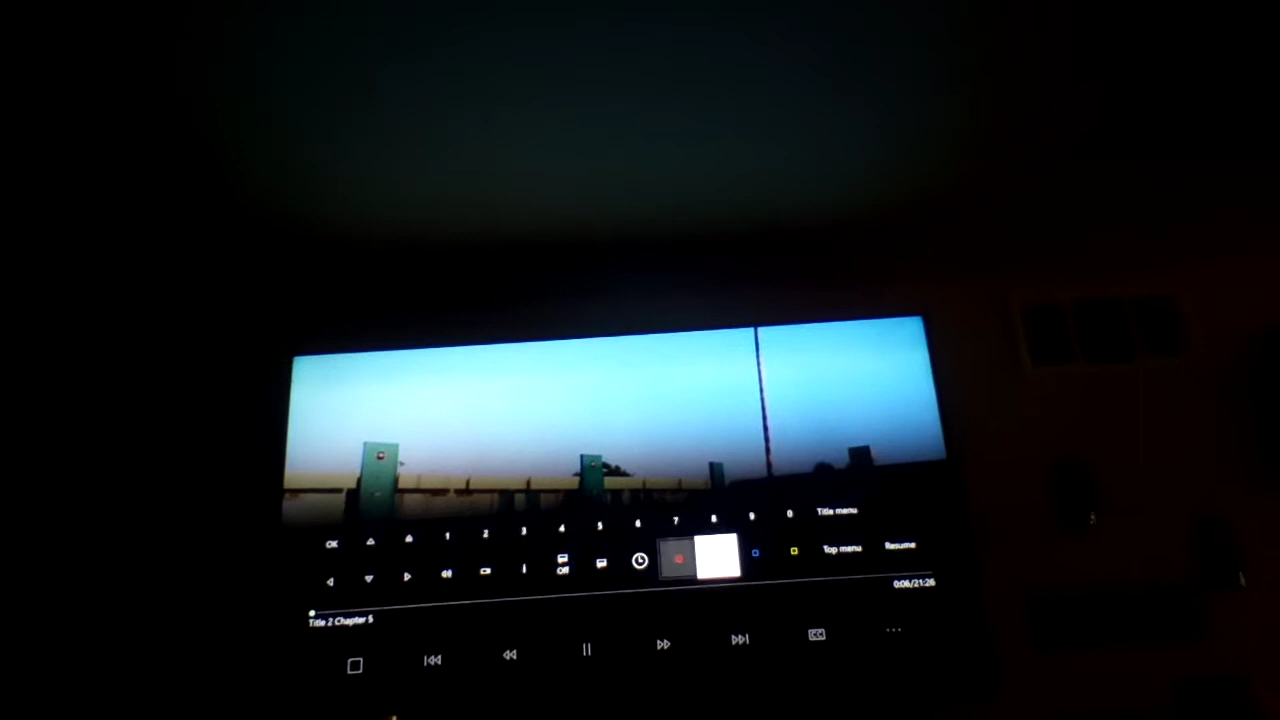 1 2 3 4 5 6 7 8 9 0 Title menu
OK
Off
Top menu Resume
0:06/21:26
Title 2 Chapter 5
CC